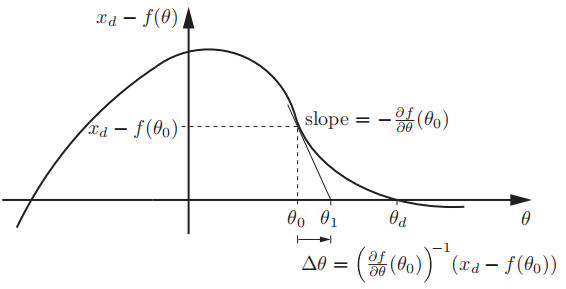 x_d − f(θ)
slope = −∂f/∂θ(θ_0)
x_d − f(θ_0)
θ_0 θ_1 θ_d θ
Δθ = (∂f/∂θ(θ_0))^{−1}(x_d − f(θ_0))